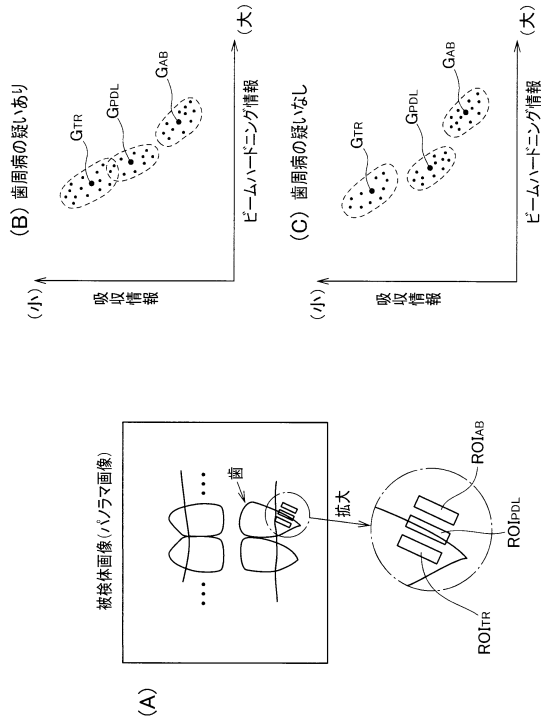 (A)
被検体画像(パノラマ画像)
歯
拡大
ROITR
ROIPDL
ROIAB
(B) 歯周病の疑いあり
(小)
吸収情報
GTR
GPDL
GAB
ビームハードニング情報
(大)
(C) 歯周病の疑いなし
(小)
吸収情報
GTR
GPDL
GAB
ビームハードニング情報
(大)